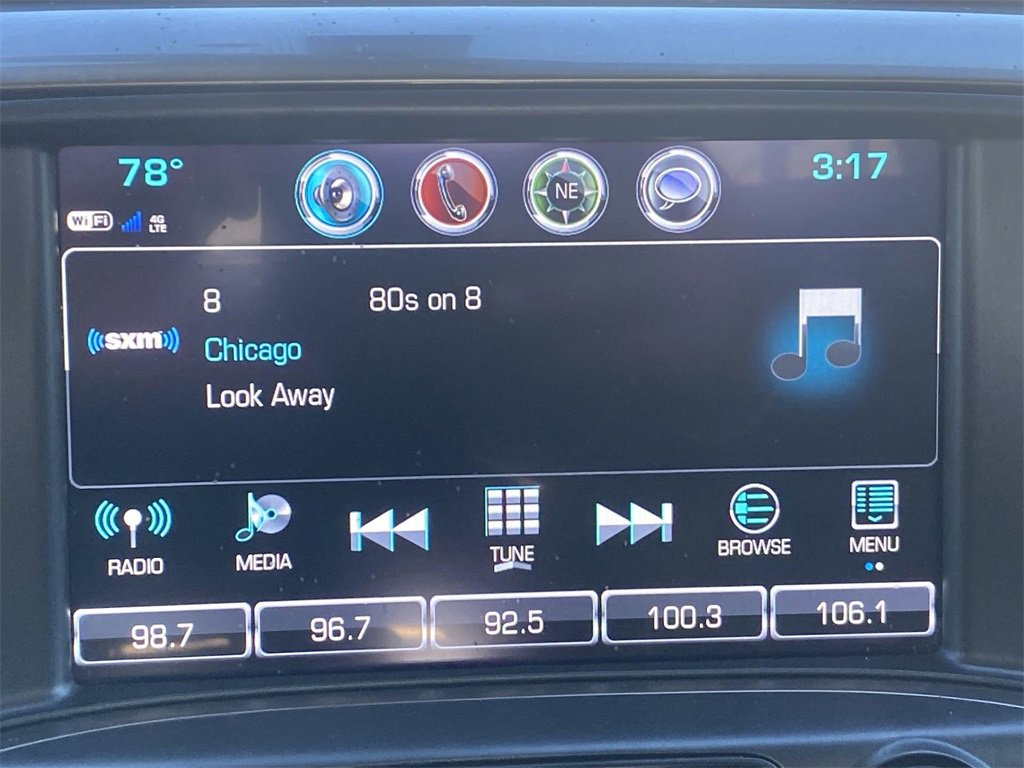 78°
3:17
NE
WiFi 4G LTE
8 80s on 8
sxm
Chicago
Look Away
RADIO MEDIA TUNE BROWSE MENU
98.7 96.7 92.5 100.3 106.1